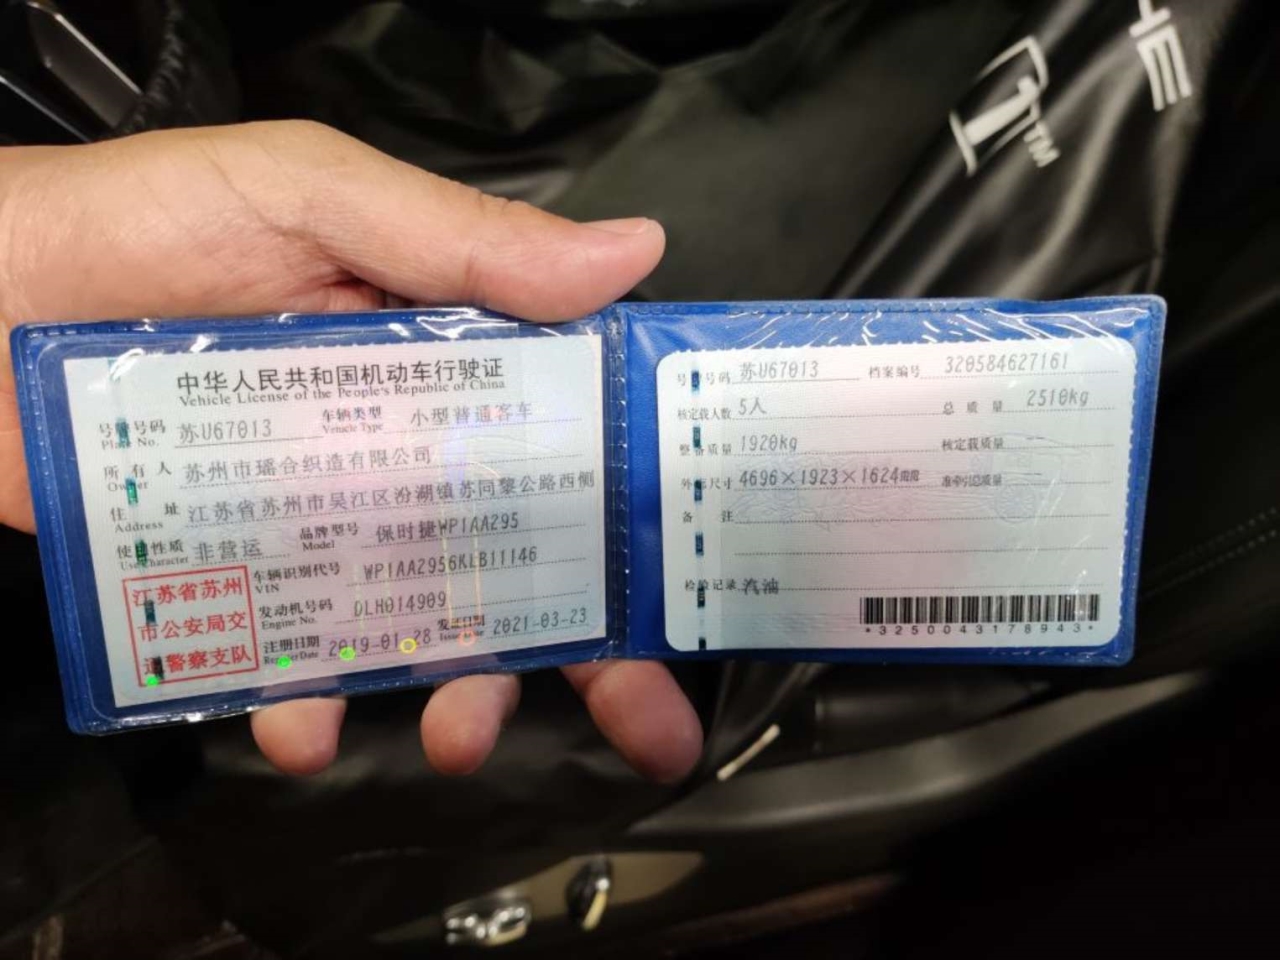 HE
TM
中华人民共和国机动车行驶证
Vehicle License of the People's Republic of China
号牌号码 苏U67013 车辆类型 小型普通客车
Plate No. Vehicle Type
所有人 苏州市瑶合织造有限公司
Owner
住址 江苏省苏州市吴江区汾湖镇苏同黎公路西侧
Address
使用性质 非营运 品牌型号 保时捷WP1AA295
Use Character Model
车辆识别代号 WP1AA2956KLB11146
VIN
发动机号码 DLH014909
Engine No.
注册日期 2019-01-28 发证日期 2021-03-23
Register Date Issue Date
江苏省苏州
市公安局交
通警察支队
号牌号码 苏U67013 档案编号 320584627161
核定载人数 5人 总质量 2510kg
整备质量 1920kg 核定载质量 --
外廓尺寸 4696×1923×1624mm 准牵引总质量 --
备注
检验记录 汽油
*3250043178943*